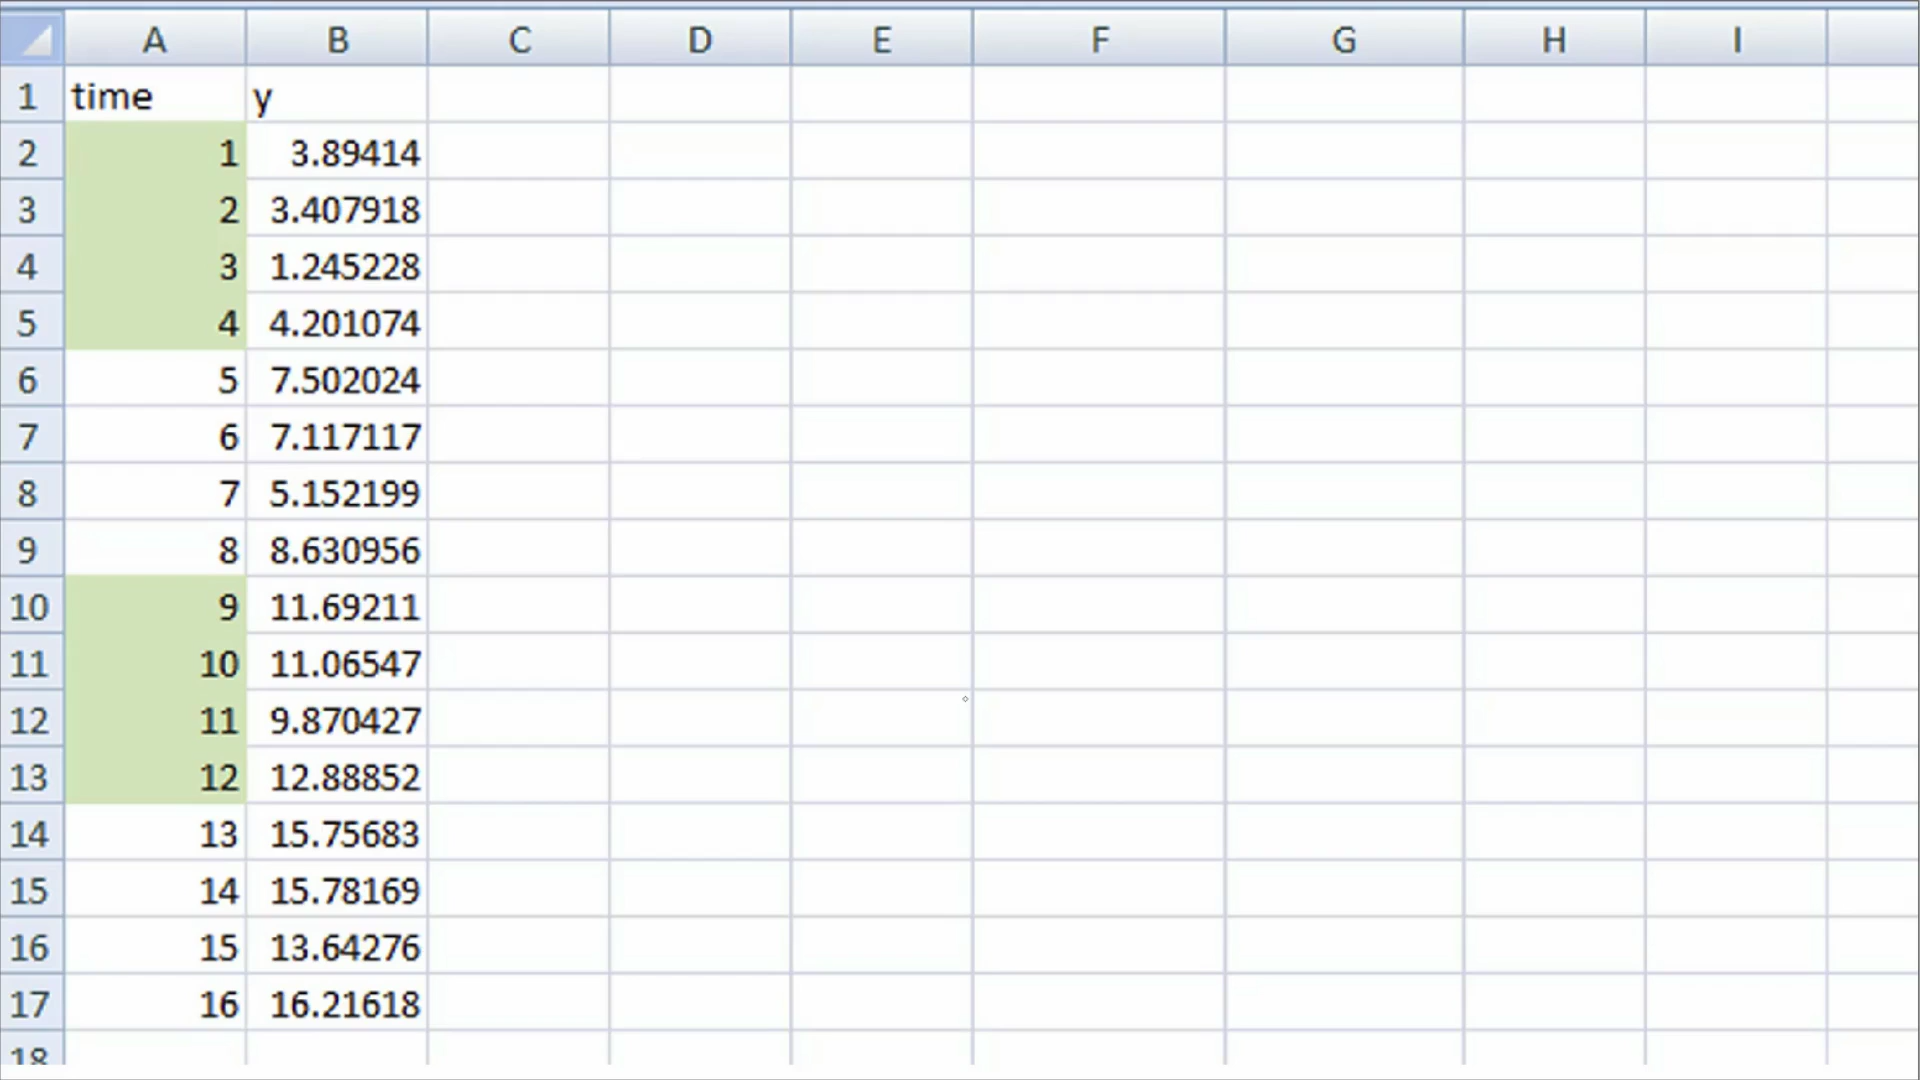 A B C D E F G H I
1 time y
2 1 3.89414
3 2 3.407918
4 3 1.245228
5 4 4.201074
6 5 7.502024
7 6 7.117117
8 7 5.152199
9 8 8.630956
10 9 11.69211
11 10 11.06547
12 11 9.870427
13 12 12.88852
14 13 15.75683
15 14 15.78169
16 15 13.64276
17 16 16.21618
18